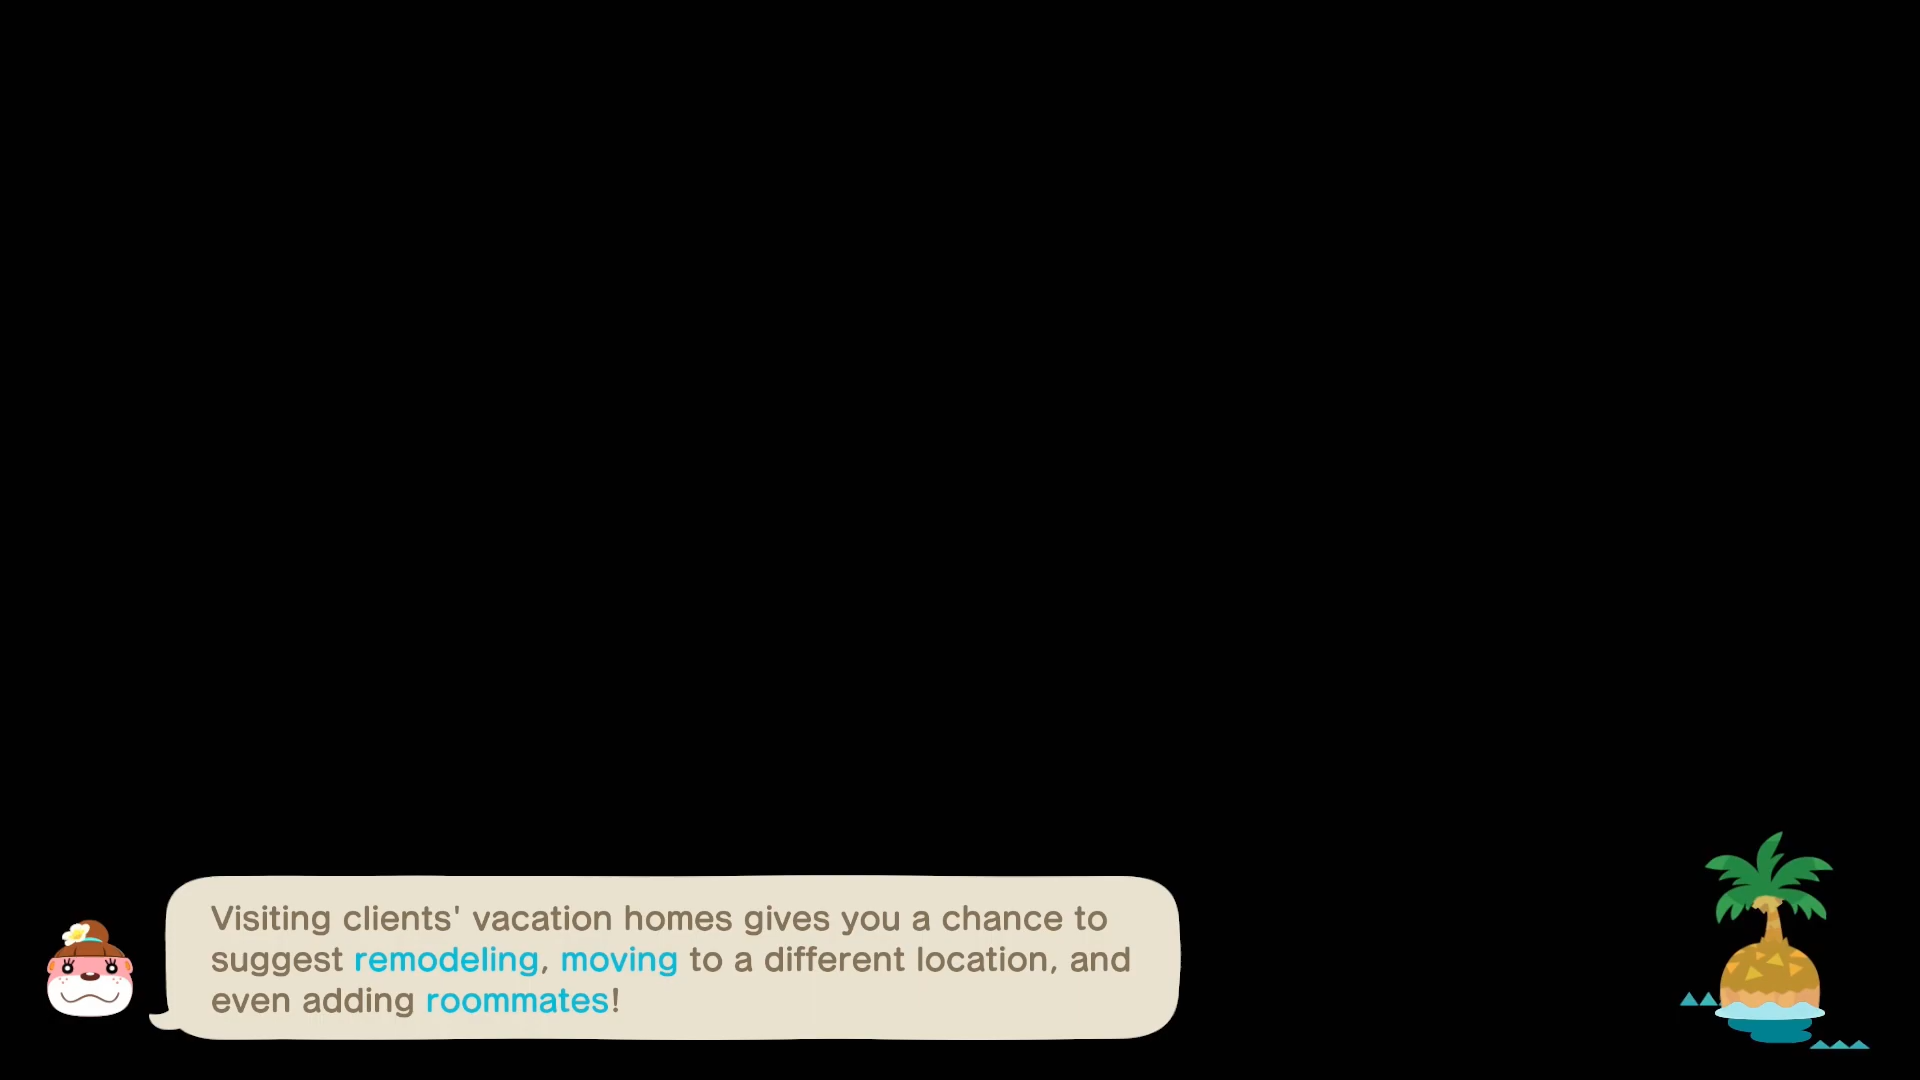 Visiting clients' vacation homes gives you a chance to
suggest remodeling, moving to a different location, and
even adding roommates!